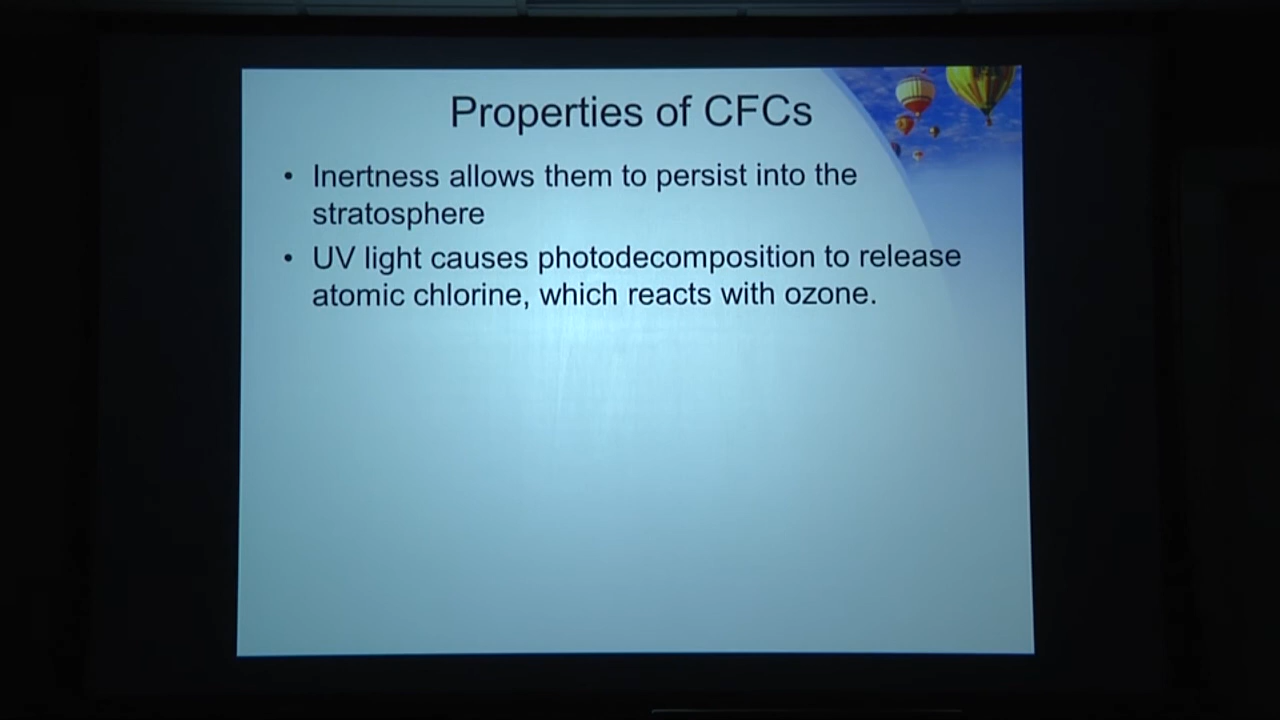 Properties of CFCs
• Inertness allows them to persist into the
stratosphere
• UV light causes photodecomposition to release
atomic chlorine, which reacts with ozone.